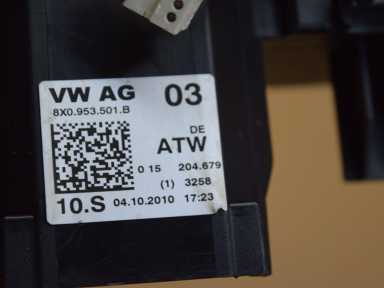 VW AG 03
8X0.953.501.B
DE
ATW
0 15 204.679
(1) 3258
10.S 04.10.2010 17:23